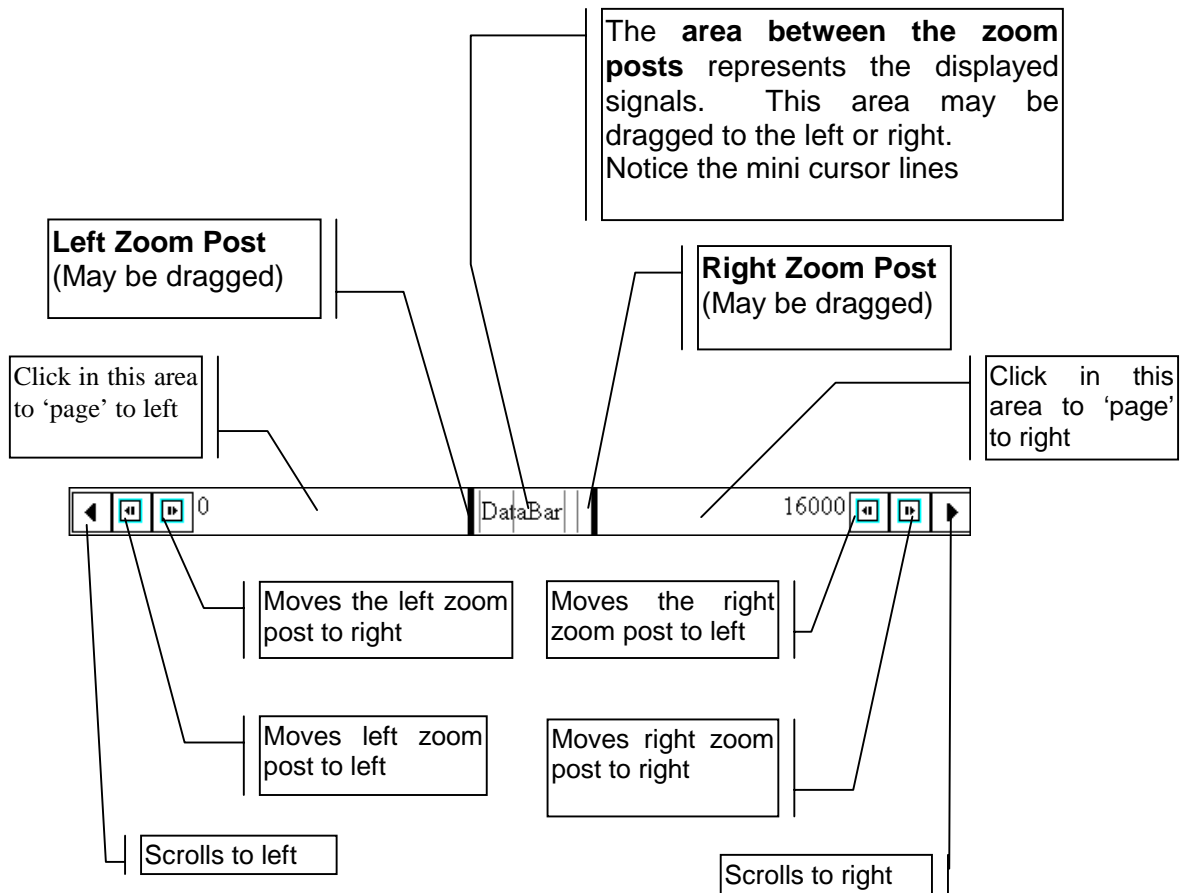 The area between the zoom
posts represents the displayed
signals. This area may be
dragged to the left or right.
Notice the mini cursor lines
Left Zoom Post
(May be dragged)
Right Zoom Post
(May be dragged)
Click in this area
to ‘page’ to left
Click in this
area to ‘page’
to right
0
DataBar
16000
Moves the left zoom
post to right
Moves the right
zoom post to left
Moves left zoom
post to left
Moves right zoom
post to right
Scrolls to left
Scrolls to right